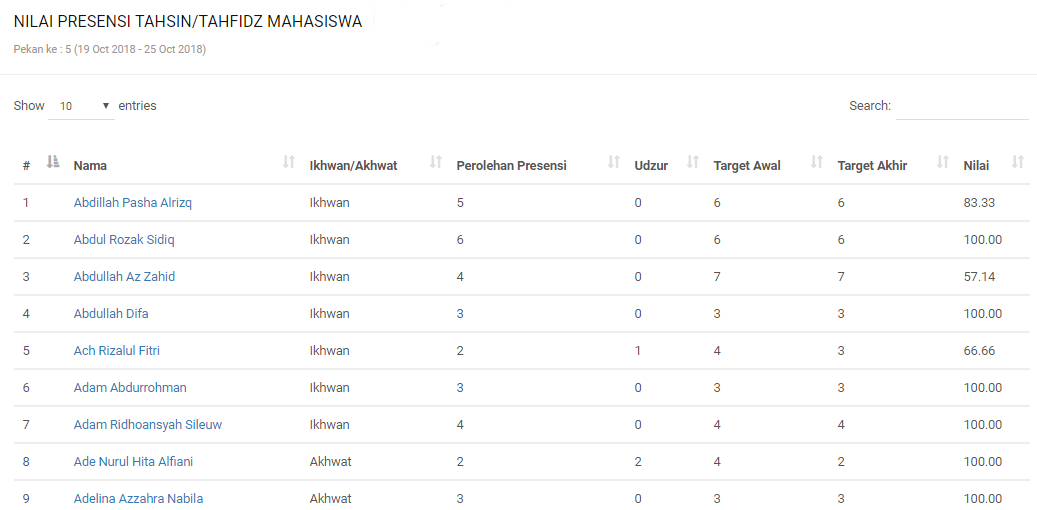 NILAI PRESENSI TAHSIN/TAHFIDZ MAHASISWA
Pekan ke : 5 (19 Oct 2018 - 25 Oct 2018)
Show 10 entries Search:
# Nama Ikhwan/Akhwat Perolehan Presensi Udzur Target Awal Target Akhir Nilai
1 Abdillah Pasha Alrizq Ikhwan 5 0 6 6 83.33
2 Abdul Rozak Sidiq Ikhwan 6 0 6 6 100.00
3 Abdullah Az Zahid Ikhwan 4 0 7 7 57.14
4 Abdullah Difa Ikhwan 3 0 3 3 100.00
5 Ach Rizalul Fitri Ikhwan 2 1 4 3 66.66
6 Adam Abdurrohman Ikhwan 3 0 3 3 100.00
7 Adam Ridhoansyah Sileuw Ikhwan 4 0 4 4 100.00
8 Ade Nurul Hita Alfiani Akhwat 2 2 4 2 100.00
9 Adelina Azzahra Nabila Akhwat 3 0 3 3 100.00